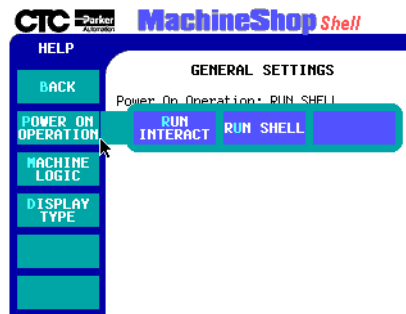 CTC Parker Automation MachineShop Shell
HELP
GENERAL SETTINGS
BACK
Power On Operation: RUN SHELL
POWER ON
OPERATION
RUN
INTERACT
RUN SHELL
MACHINE
LOGIC
DISPLAY
TYPE